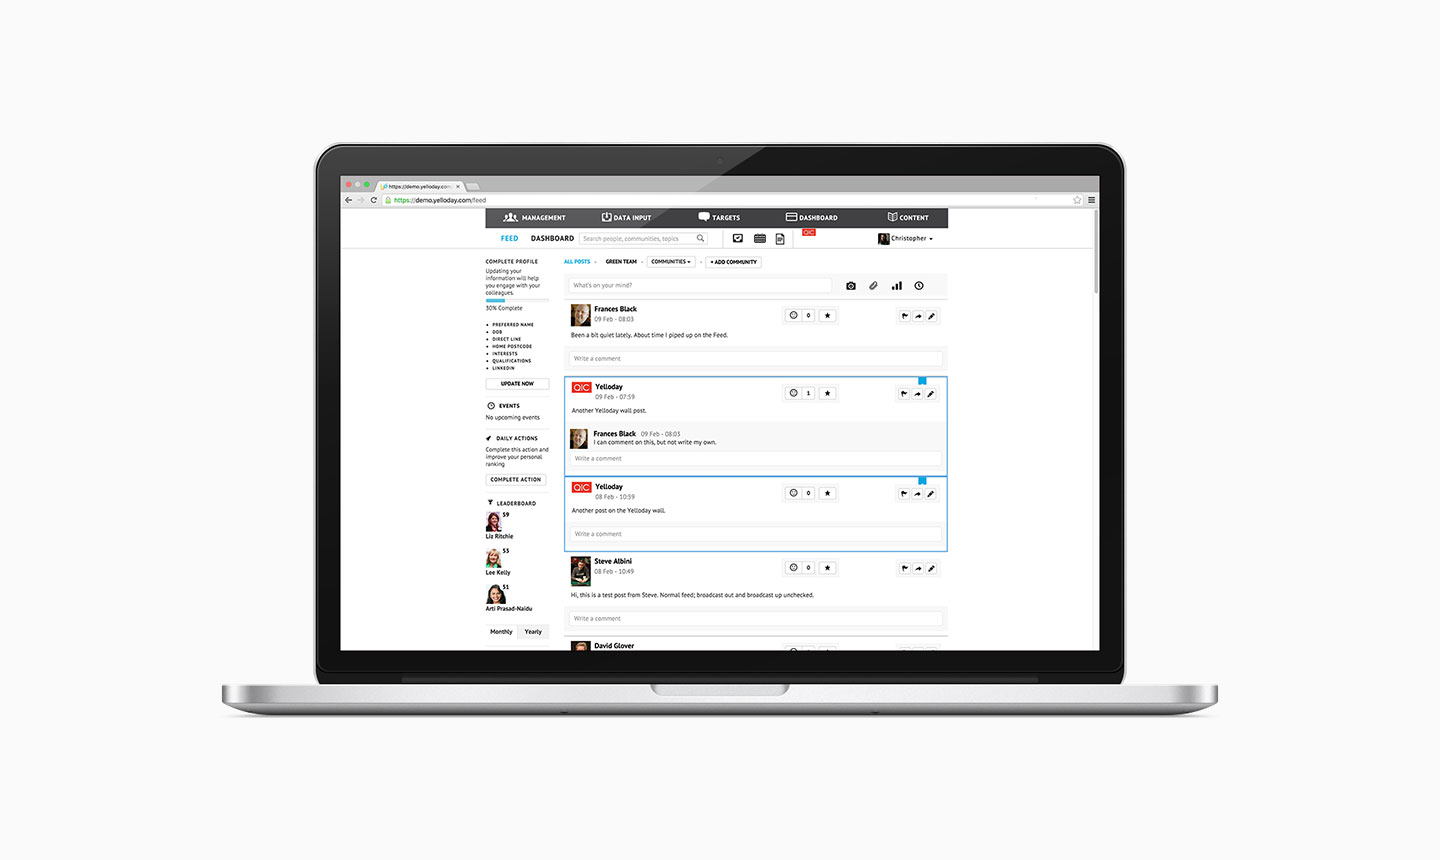 https://demo.yelloday.com
https://demo.yelloday.com/feed
MANAGEMENT
DATA INPUT
TARGETS
DASHBOARD
CONTENT
FEED
DASHBOARD
Search people, communities, topics
QIC
Christopher
COMPLETE PROFILE
Updating your
information will help
you engage with your
colleagues.
30% Complete
PREFERRED NAME
DOB
DIRECT LINE
HOME POSTCODE
INTERESTS
QUALIFICATIONS
LINKEDIN
UPDATE NOW
EVENTS
No upcoming events
DAILY ACTIONS
Complete this action and
improve your personal
ranking
COMPLETE ACTION
LEADERBOARD
59
Liz Ritchie
53
Lee Kelly
51
Arti Prasad-Naidu
Monthly Yearly
ALL POSTS - GREEN TEAM - COMMUNITIES - + ADD COMMUNITY
What's on your mind?
Frances Black
09 Feb - 08:03
0
Been a bit quiet lately. About time I piped up on the Feed.
Write a comment
QIC
Yelloday
09 Feb - 07:59
1
Another Yelloday wall post.
Frances Black 09 Feb - 08:03
I can comment on this, but not write my own.
Write a comment
QIC
Yelloday
08 Feb - 10:59
0
Another post on the Yelloday wall.
Write a comment
Steve Albini
08 Feb - 10:49
0
Hi, this is a test post from Steve. Normal feed; broadcast out and broadcast up unchecked.
Write a comment
David Glover